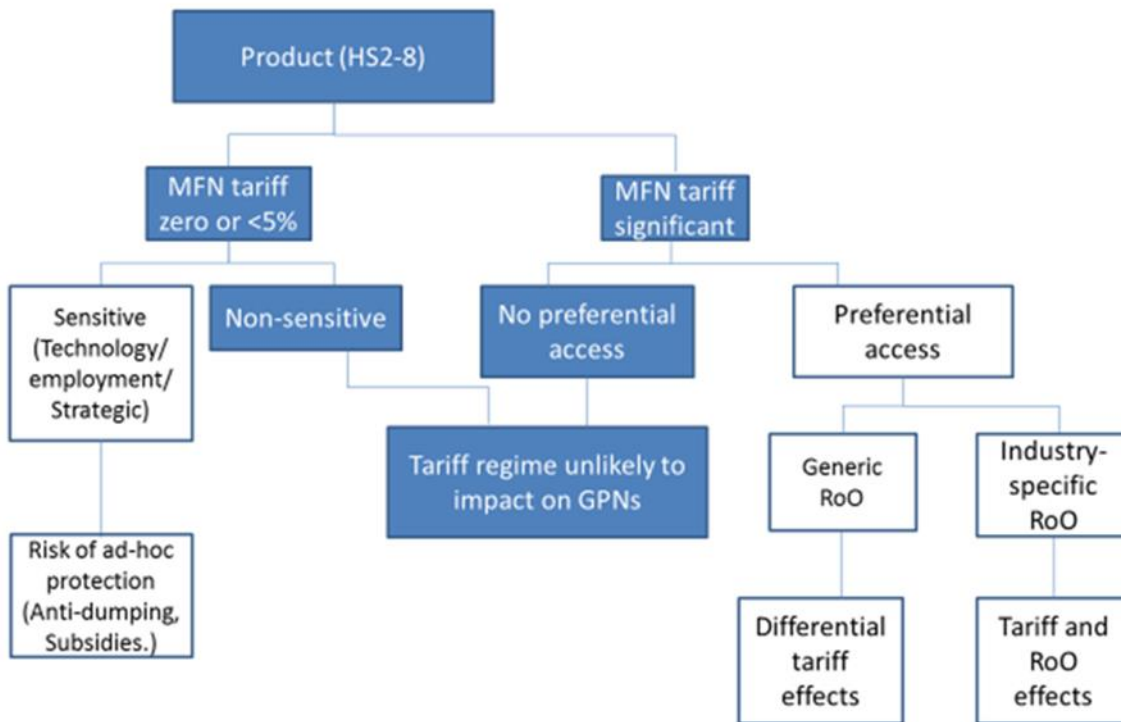 Product (HS2-8)
MFN tariff
zero or <5%
MFN tariff
significant
Sensitive
(Technology/
employment/
Strategic)
Non-sensitive
No preferential
access
Preferential
access
Tariff regime unlikely to
impact on GPNs
Generic
RoO
Industry-
specific
RoO
Risk of ad-hoc
protection
(Anti-dumping,
Subsidies.)
Differential
tariff
effects
Tariff and
RoO
effects